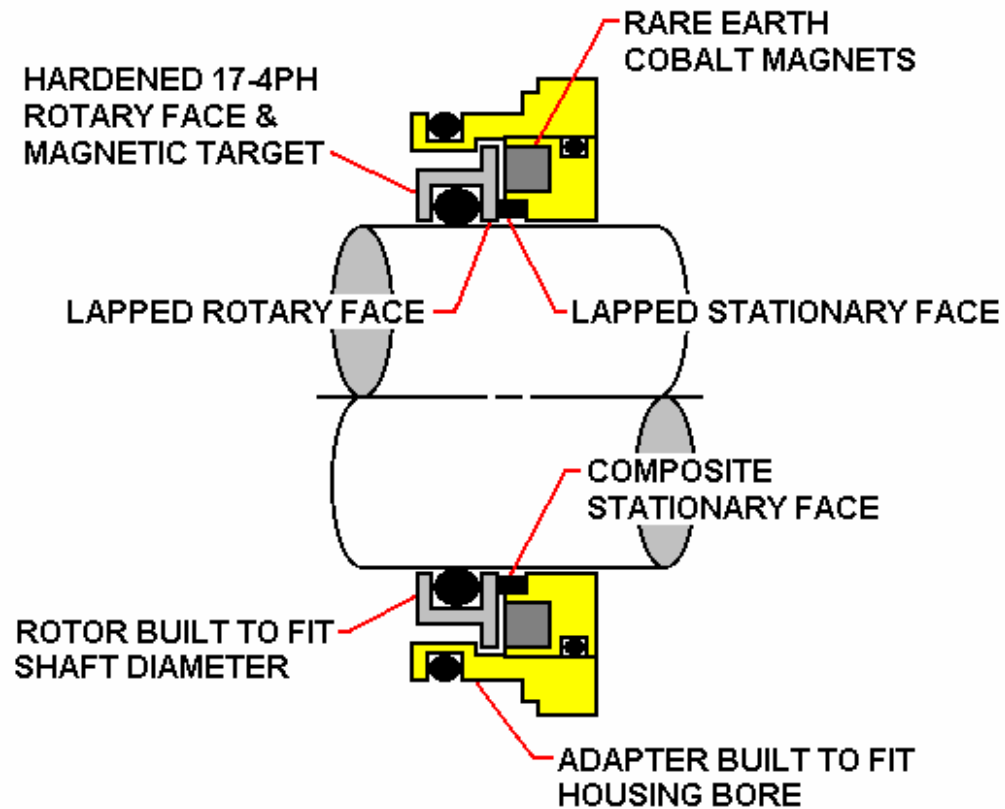 RARE EARTH
COBALT MAGNETS
HARDENED 17-4PH
ROTARY FACE &
MAGNETIC TARGET
LAPPED ROTARY FACE
LAPPED STATIONARY FACE
COMPOSITE
STATIONARY FACE
ROTOR BUILT TO FIT
SHAFT DIAMETER
ADAPTER BUILT TO FIT
HOUSING BORE